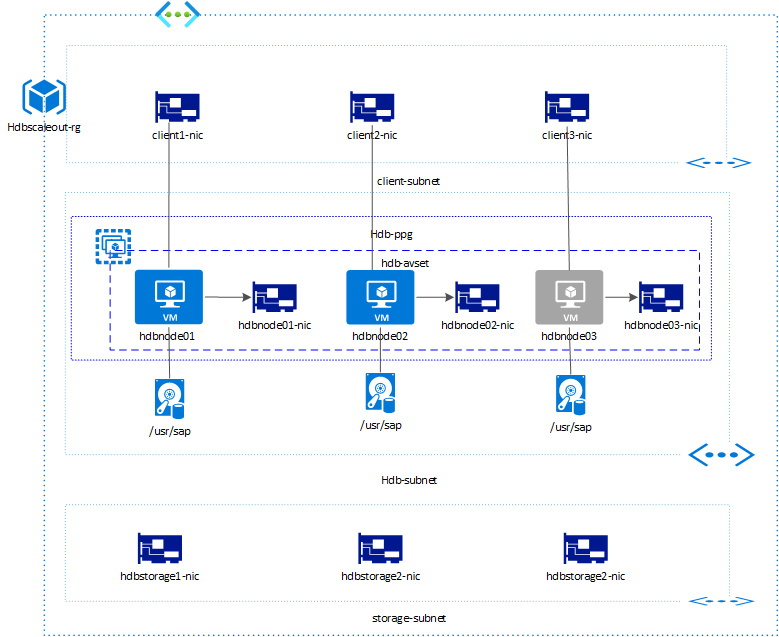 Hdbscaleout-rg
client1-nic
client2-nic
client3-nic
client-subnet
Hdb-ppg
hdb-avset
VM
VM
VM
hdbnode01
hdbnode01-nic
hdbnode02
hdbnode02-nic
hdbnode03
hdbnode03-nic
/usr/sap
/usr/sap
/usr/sap
Hdb-subnet
hdbstorage1-nic
hdbstorage2-nic
hdbstorage2-nic
storage-subnet